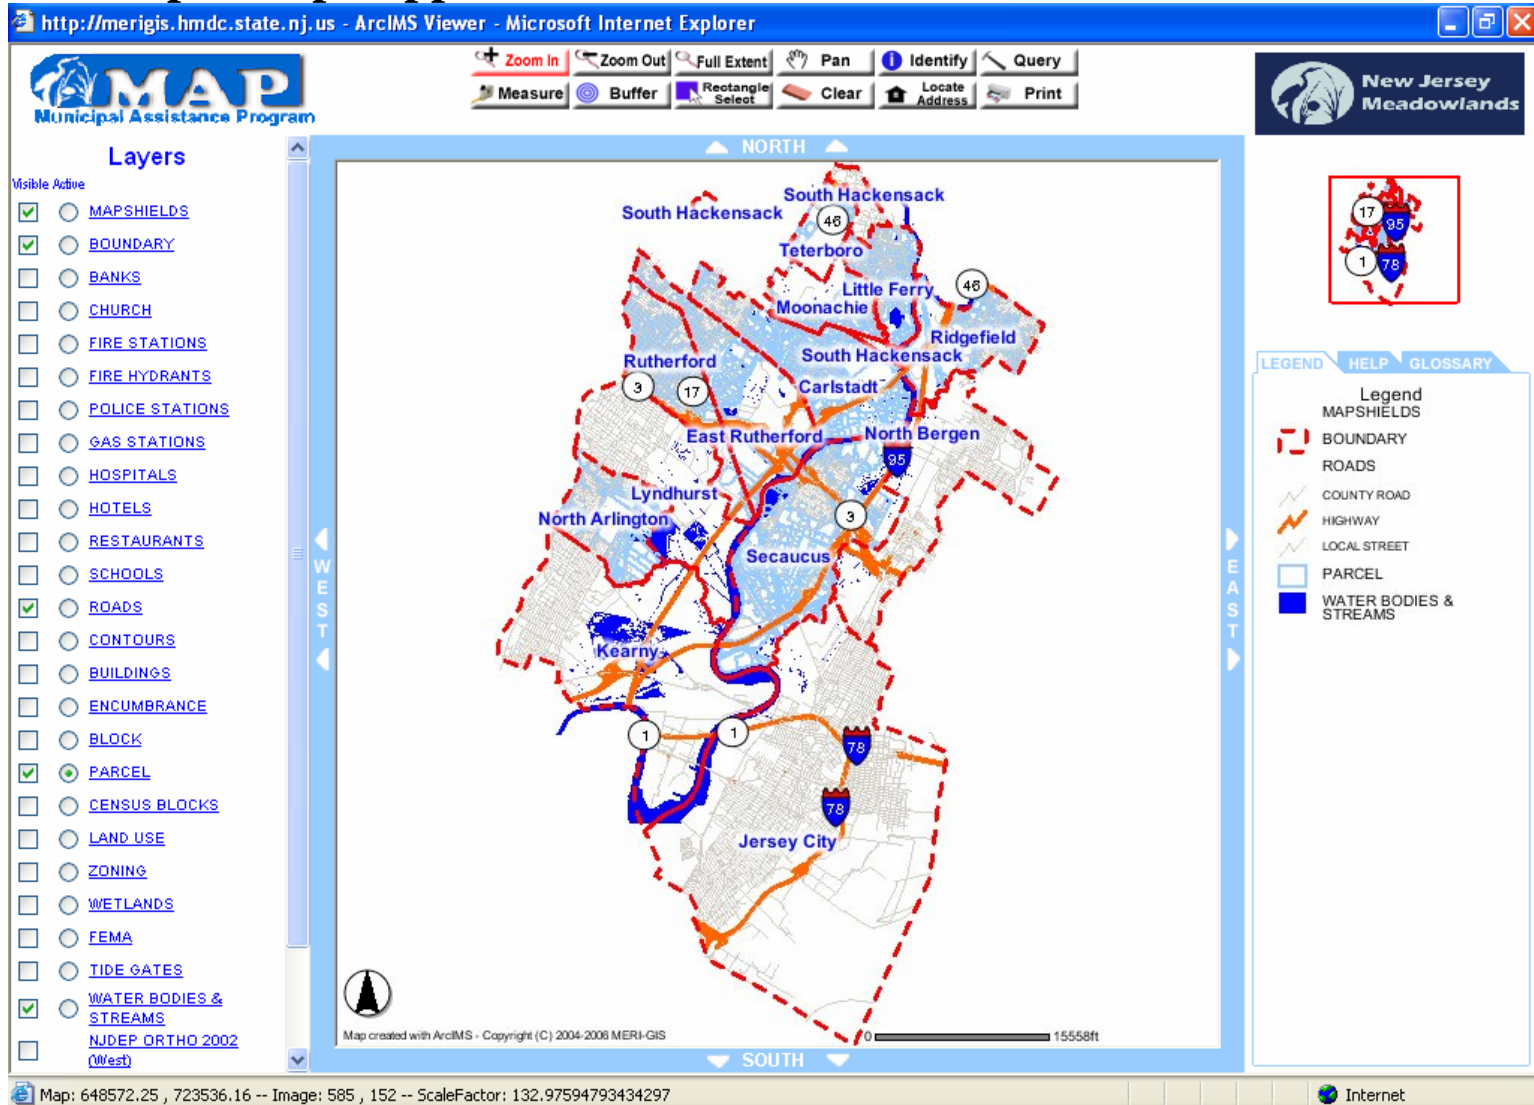 http://merigis.hmdc.state.nj.us - ArcIMS Viewer - Microsoft Internet Explorer
MAP
Municipal Assistance Program
Zoom In
Zoom Out
Full Extent
Pan
Identify
Query
Measure
Buffer
Rectangle
Select
Clear
Locate
Address
Print
New Jersey
Meadowlands
Layers
Visible Active
MAPSHIELDS
BOUNDARY
BANKS
CHURCH
FIRE STATIONS
FIRE HYDRANTS
POLICE STATIONS
GAS STATIONS
HOSPITALS
HOTELS
RESTAURANTS
SCHOOLS
ROADS
CONTOURS
BUILDINGS
ENCUMBRANCE
BLOCK
PARCEL
CENSUS BLOCKS
LAND USE
ZONING
WETLANDS
FEMA
TIDE GATES
WATER BODIES &
STREAMS
NJDEP ORTHO 2002
(West)
NORTH
WEST
EAST
SOUTH
South Hackensack
South Hackensack
46
Teterboro
Little Ferry
46
Moonachie
Ridgefield
South Hackensack
Rutherford
3
17
Carlstadt
East Rutherford
North Bergen
95
Lyndhurst
North Arlington
3
Secaucus
Kearny
1
1
78
78
Jersey City
Map created with ArcIMS - Copyright (C) 2004-2006 MERI-GIS
0
15558ft
17
95
1
78
LEGEND
HELP
GLOSSARY
Legend
MAPSHIELDS
BOUNDARY
ROADS
COUNTY ROAD
HIGHWAY
LOCAL STREET
PARCEL
WATER BODIES &
STREAMS
Map: 648572.25 , 723536.16 -- Image: 585 , 152 -- ScaleFactor: 132.97594793434297
Internet